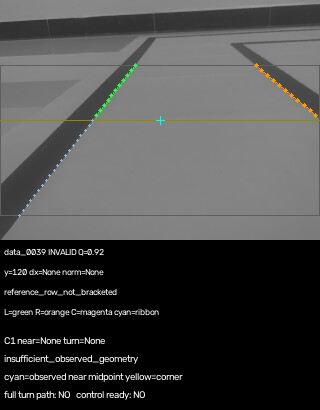 data_0039 INVALID Q=0.92
y=120 dx=None norm=None
reference_row_not_bracketed
L=green R=orange C=magenta cyan=ribbon
C1 near=None turn=None
insufficient_observed_geometry
cyan=observed near midpoint yellow=corner
full turn path: NO control ready: NO